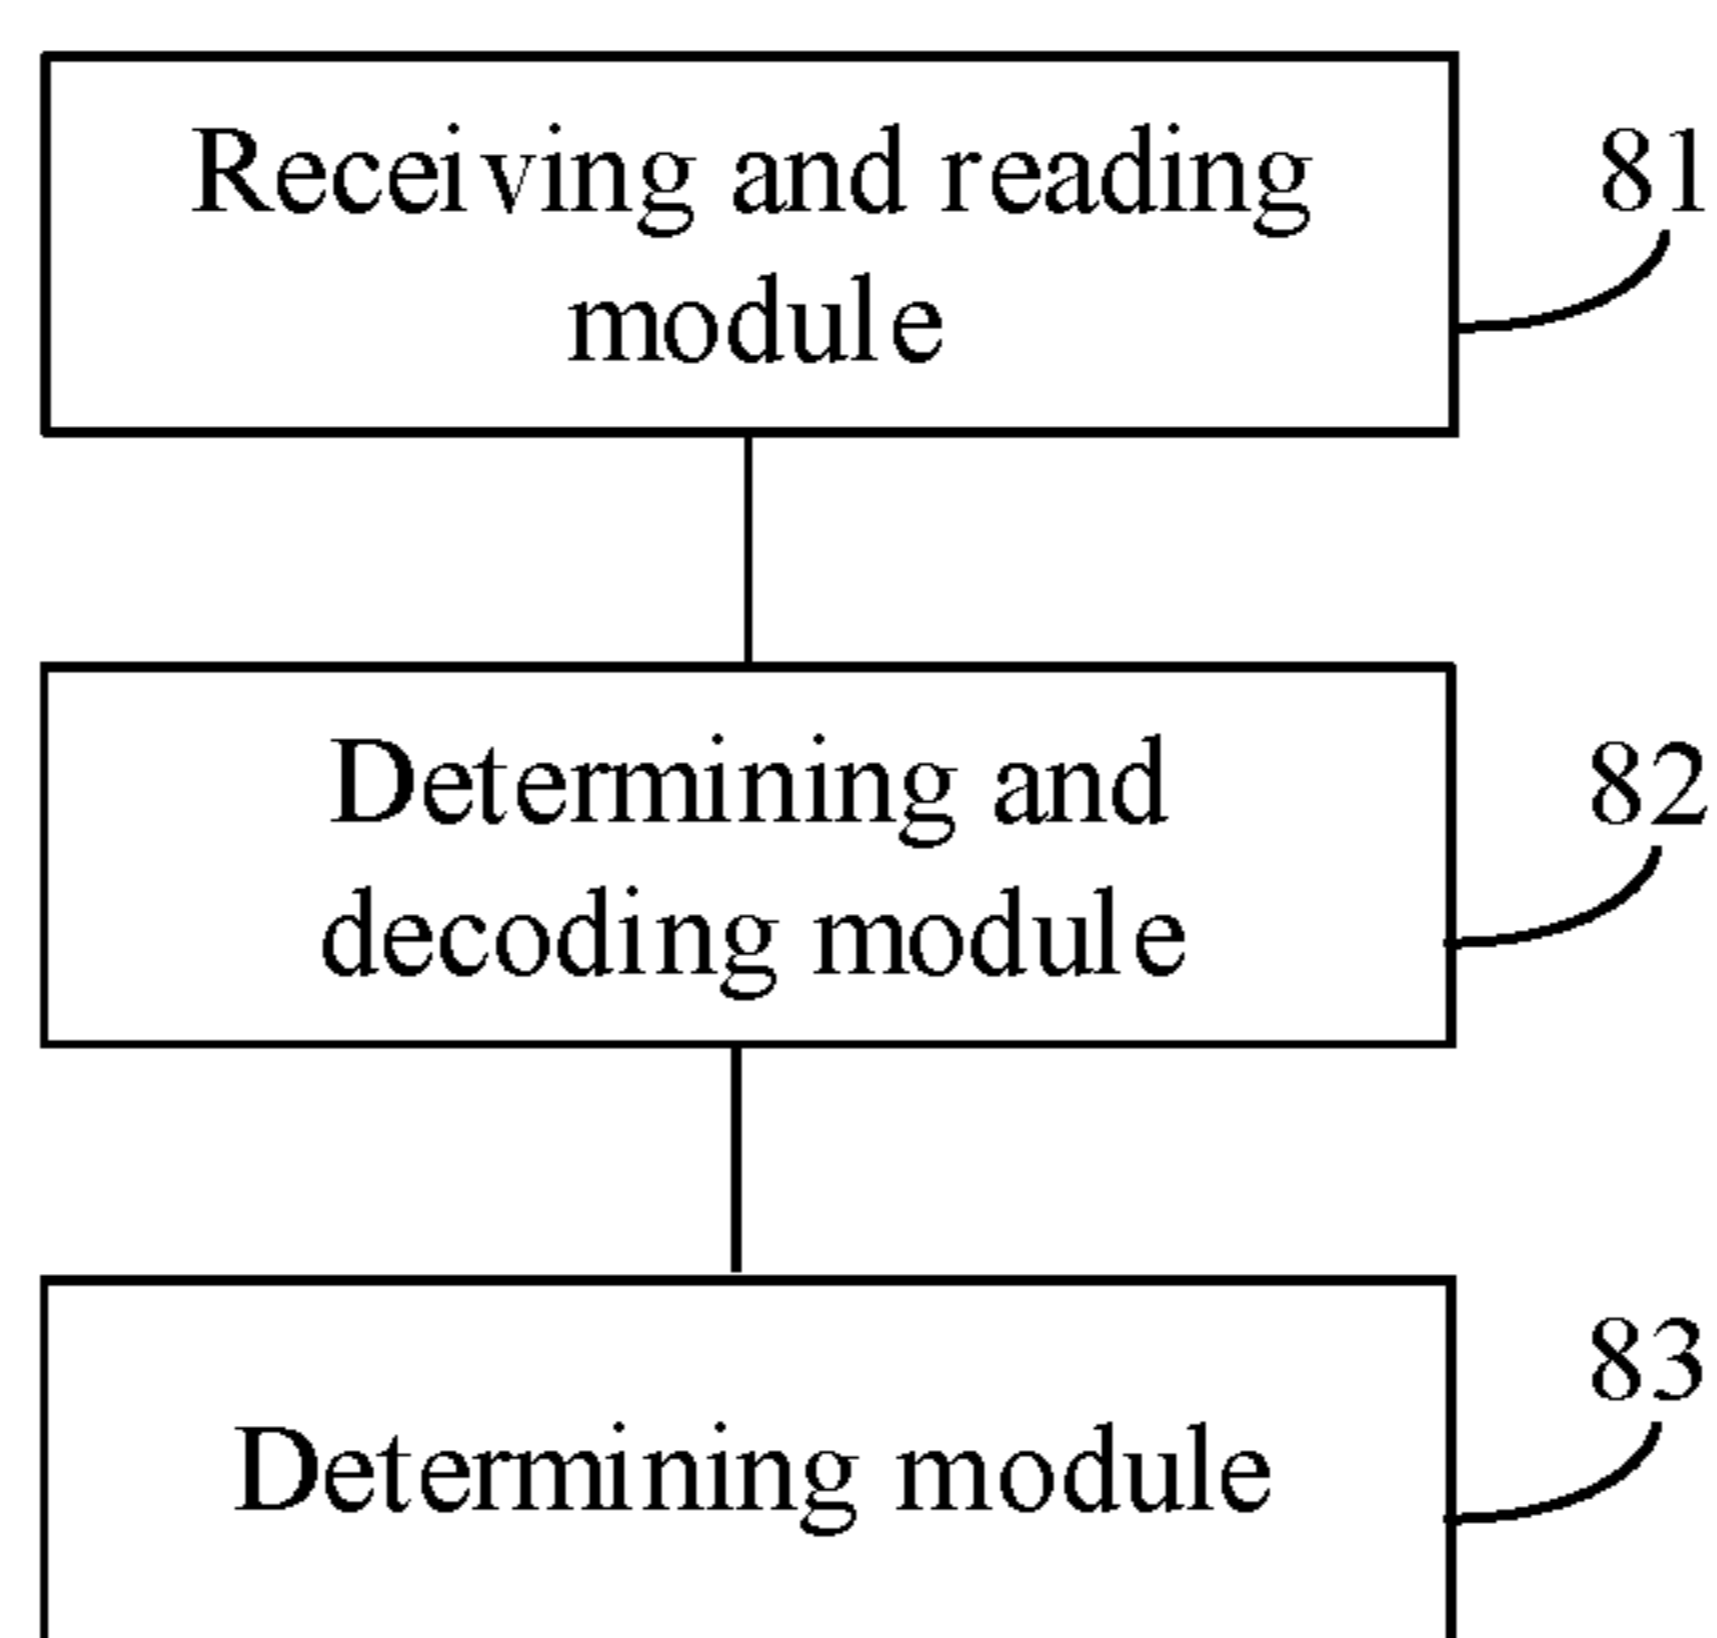 Receiving and reading
module
81
Determining and
decoding module
82
Determining module
83